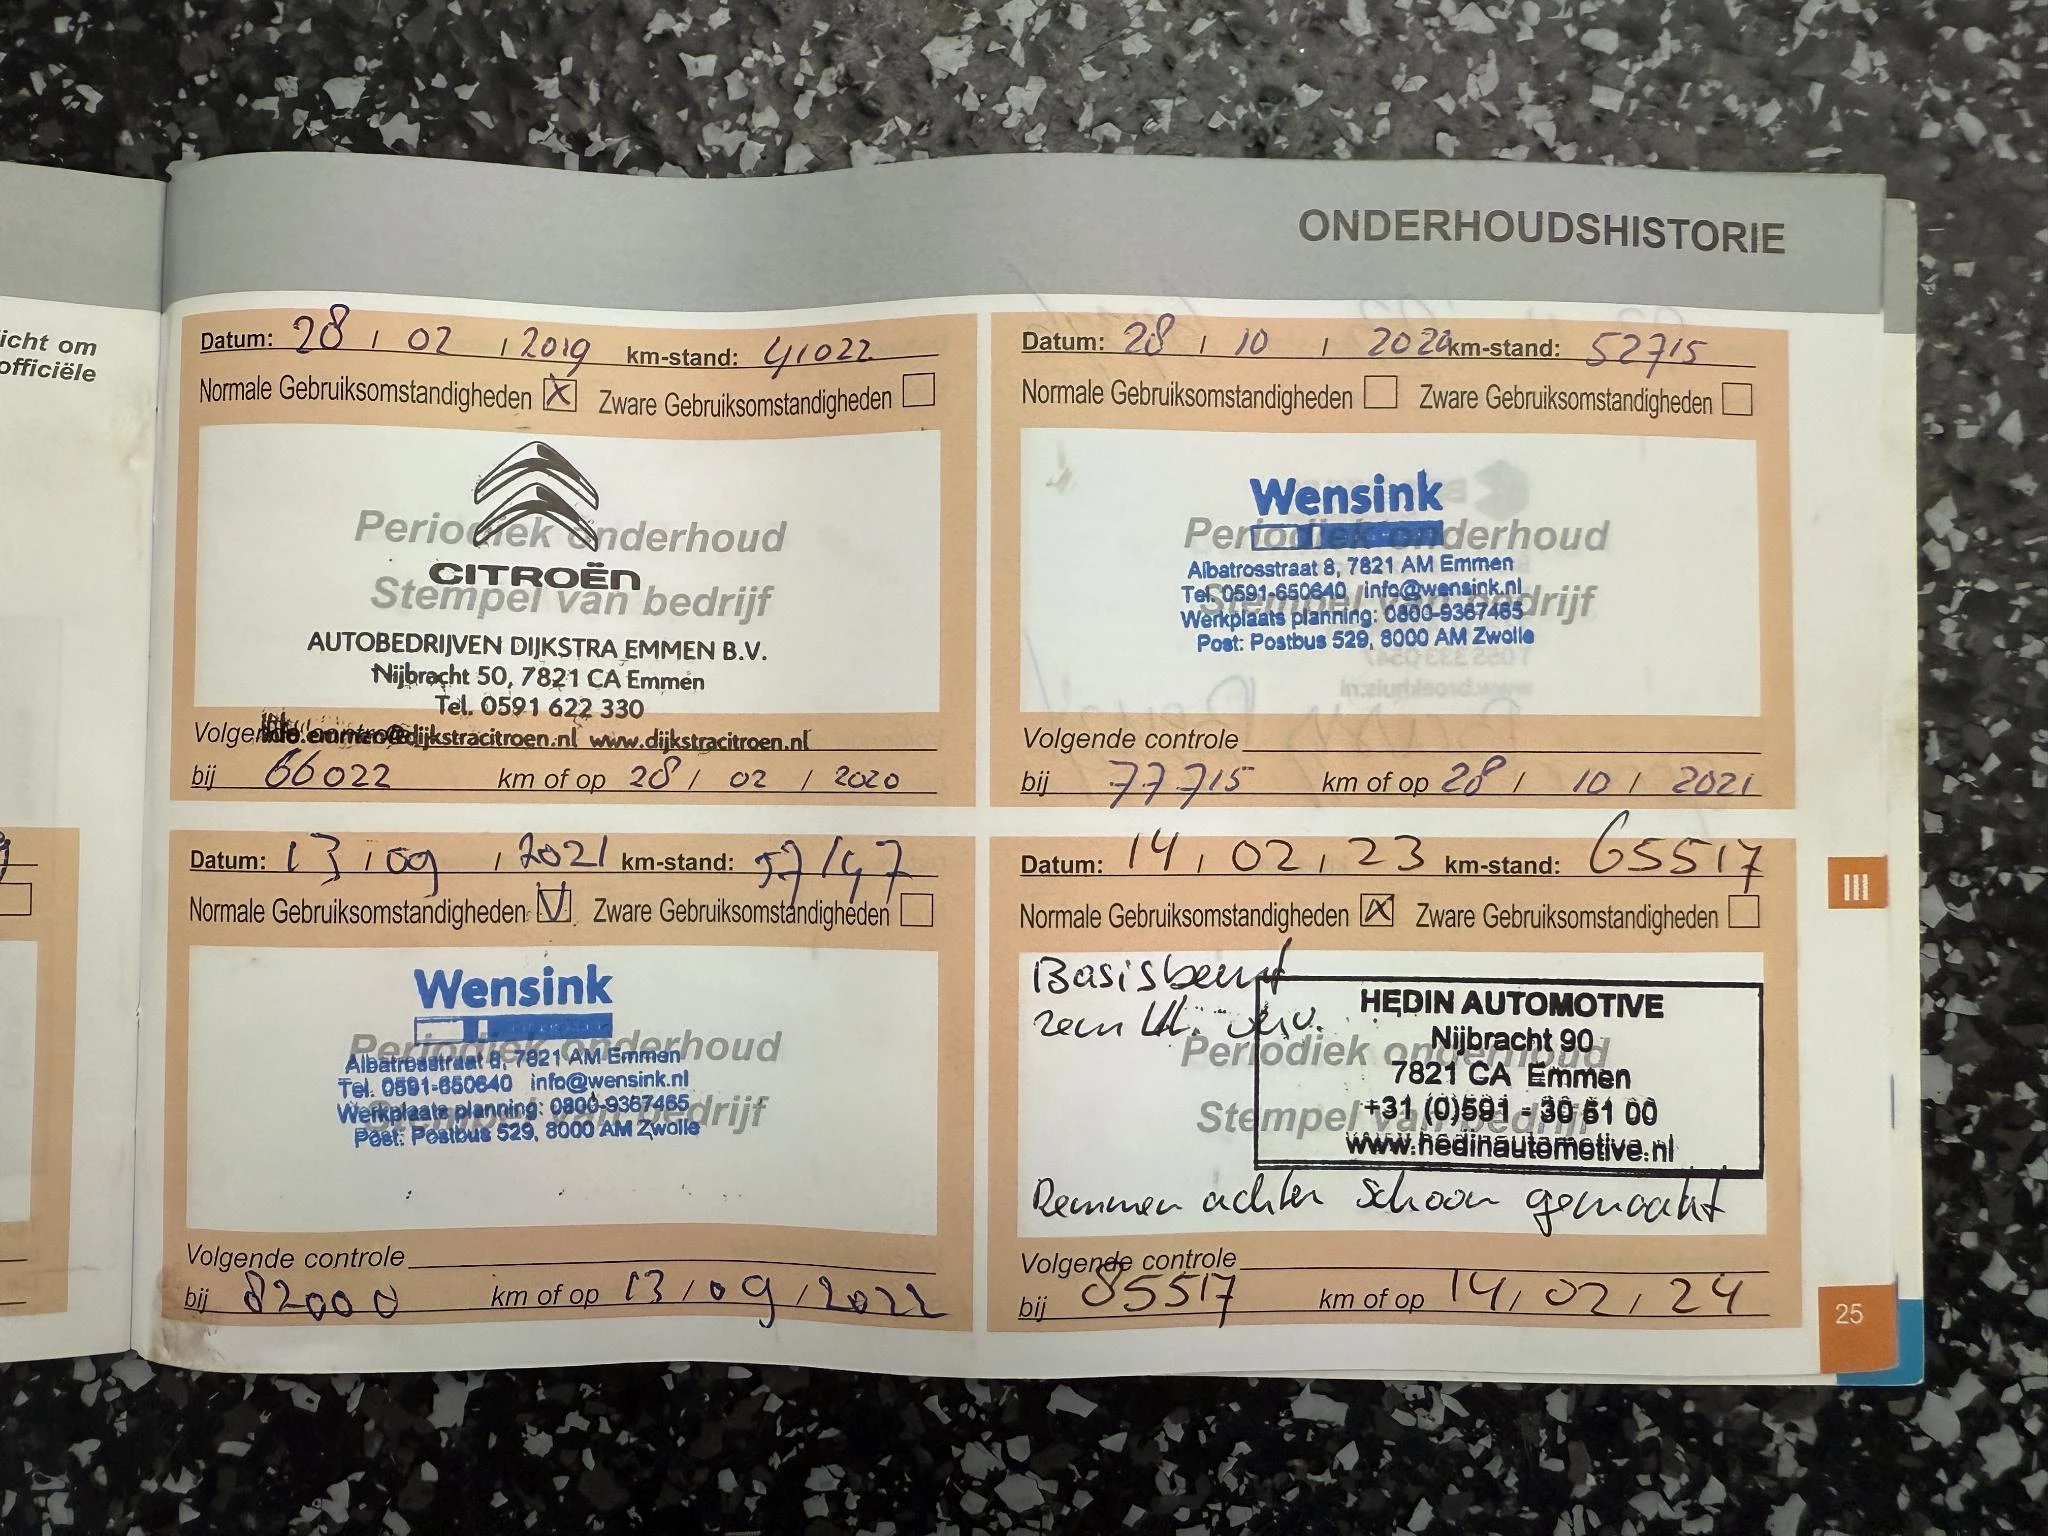 icht om
officiële
ONDERHOUDSHISTORIE
Datum: 28 / 02 / 2019 km-stand: 41022
Normale Gebruiksomstandigheden X Zware Gebruiksomstandigheden
CITROËN
Periodiek onderhoud
Stempel van bedrijf
AUTOBEDRIJVEN DIJKSTRA EMMEN B.V.
Nijbracht 50, 7821 CA Emmen
Tel. 0591 622 330
info.emmen@dijkstracitroen.nl www.dijkstracitroen.nl
Volgende controle
bij 66022 km of op 28 / 02 / 2020
Datum: 28 / 10 / 2020 km-stand: 52715
Normale Gebruiksomstandigheden Zware Gebruiksomstandigheden
Wensink
Periodiek onderhoud
Stempel van bedrijf
Albatrosstraat 8, 7821 AM Emmen
Tel. 0591-650640 info@wensink.nl
Werkplaats planning: 0800-9367465
Post: Postbus 529, 8000 AM Zwolle
Volgende controle
bij 77715 km of op 28 / 10 / 2021
Datum: 13 / 09 / 2021 km-stand: 57147
Normale Gebruiksomstandigheden V Zware Gebruiksomstandigheden
Wensink
Periodiek onderhoud
Stempel van bedrijf
Albatrosstraat 8, 7821 AM Emmen
Tel. 0591-650640 info@wensink.nl
Werkplaats planning: 0800-9367465
Post: Postbus 529, 8000 AM Zwolle
Volgende controle
bij 82000 km of op 13 / 09 / 2022
Datum: 14 / 02 / 23 km-stand: 65517
Normale Gebruiksomstandigheden X Zware Gebruiksomstandigheden
Basisbeurt
HEDIN AUTOMOTIVE
Nijbracht 90
7821 CA Emmen
+31 (0)591 - 30 61 00
www.hedinautomotive.nl
Periodiek onderhoud
Stempel van bedrijf
Remmen achter schoon gemaakt
Volgende controle
bij 85517 km of op 14 / 02 / 24
III
25